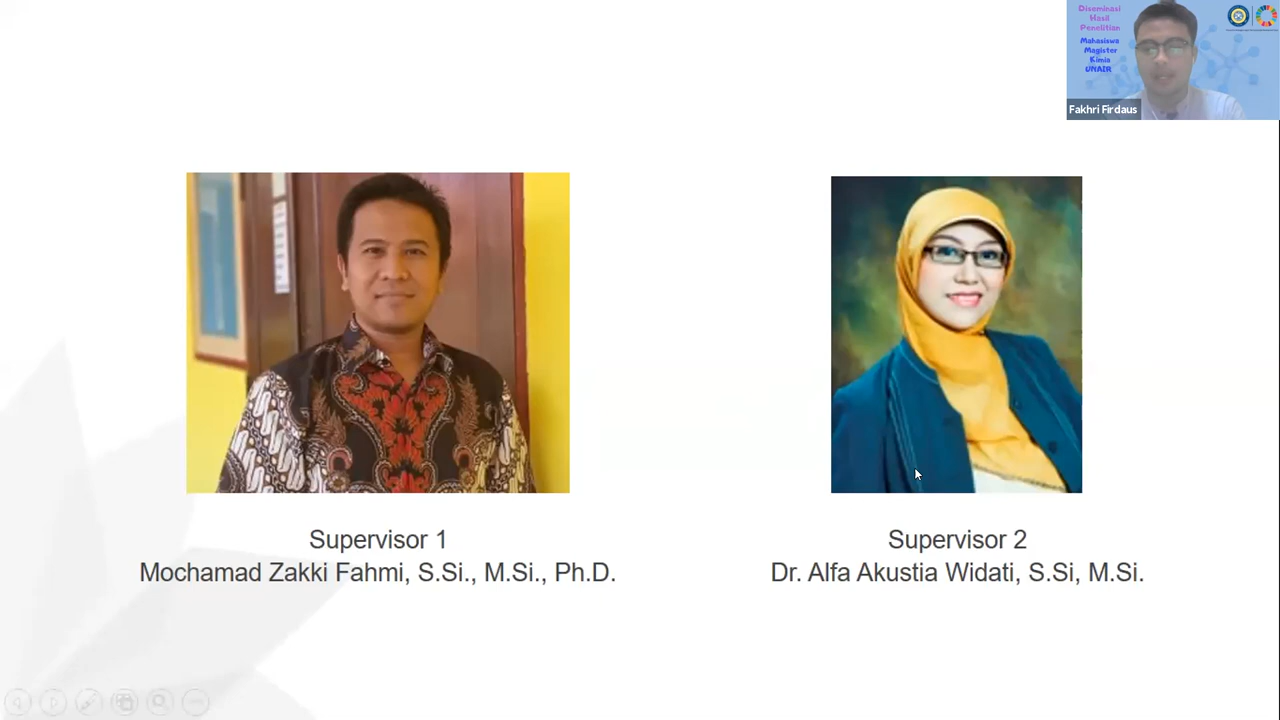 Diseminasi
Hasil
Penelitian
Mahasiswa
Magister
Kimia
UNAIR
Fakhri Firdaus
Supervisor 1
Mochamad Zakki Fahmi, S.Si., M.Si., Ph.D.
Supervisor 2
Dr. Alfa Akustia Widati, S.Si, M.Si.